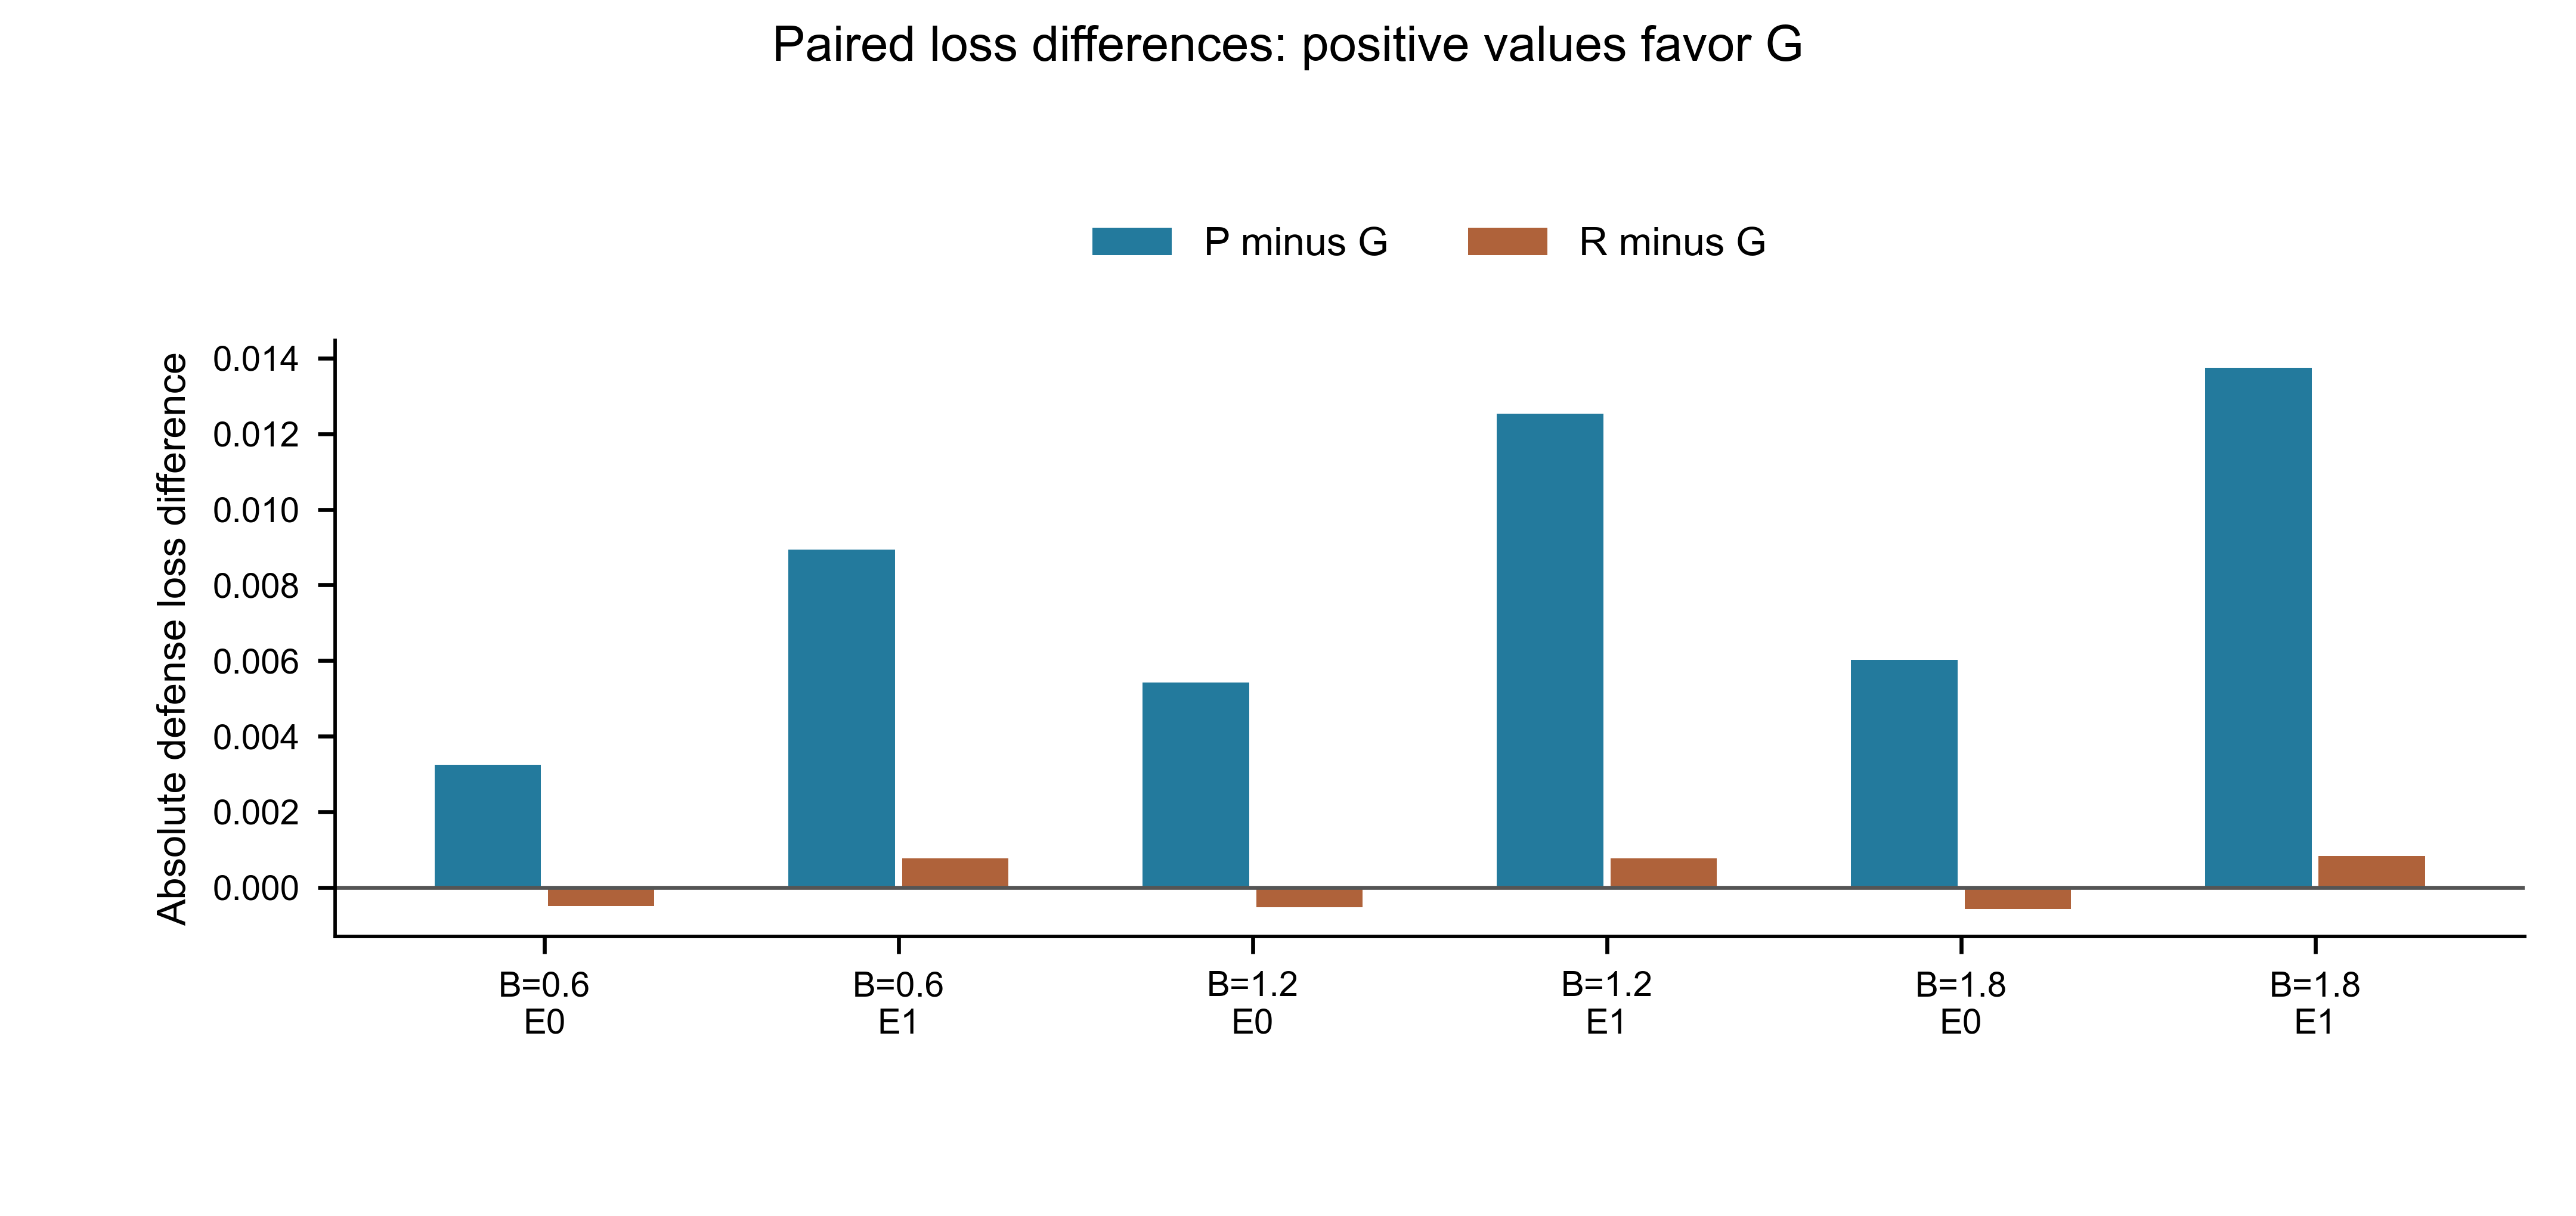 Paired loss differences: positive values favor G
P minus G
R minus G
Absolute defense loss difference
0.014
0.012
0.010
0.008
0.006
0.004
0.002
0.000
B=0.6
E0
B=0.6
E1
B=1.2
E0
B=1.2
E1
B=1.8
E0
B=1.8
E1